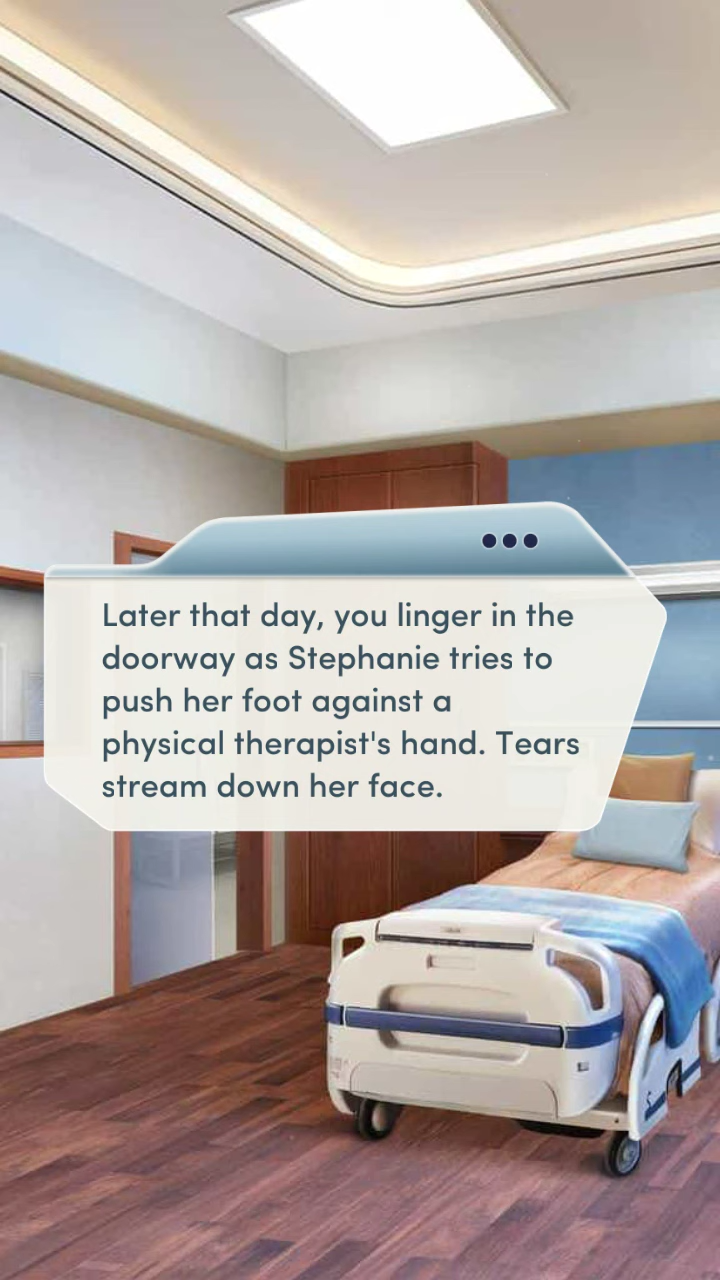 Later that day, you linger in the
doorway as Stephanie tries to
push her foot against a
physical therapist's hand. Tears
stream down her face.